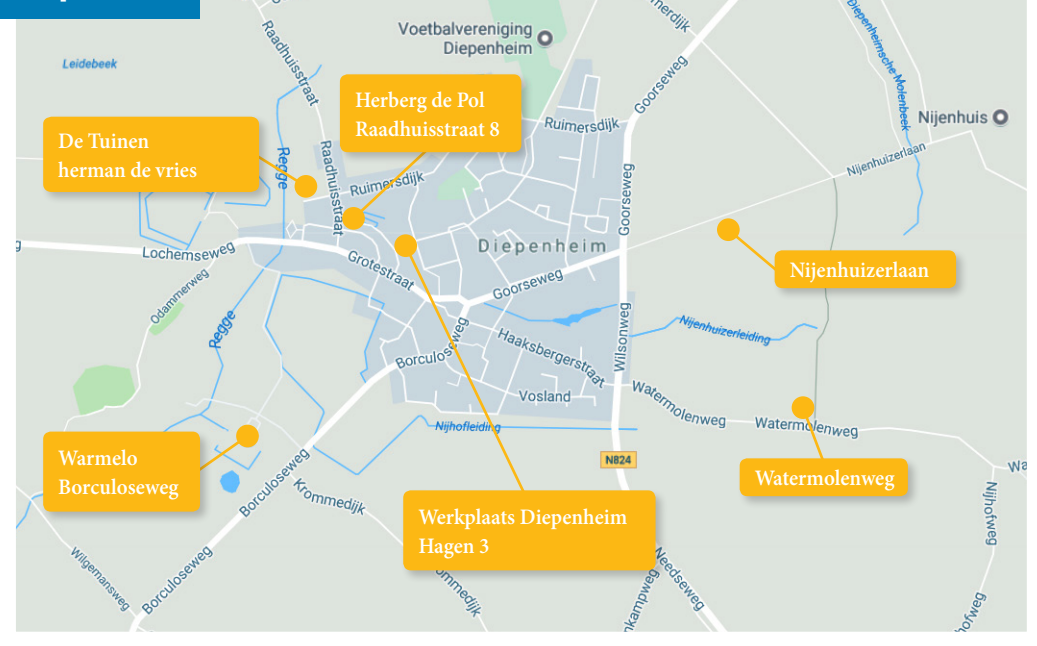 Voetbalvereniging
Diepenheim
Leidebeek
Raadhuisstraat
Goorseweg
Diepenheimsche Molenbeek
Herberg de Pol
Raadhuisstraat 8
Nijenhuis
De Tuinen
herman de vries
Ruimersdijk
Regge
Raadhuisstraat
Ruimersdijk
Nijenhuizerlaan
Goorseweg
Lochemseweg
Diepenheim
Grotestraat
Nijenhuizerlaan
Odammerweg
Goorseweg
Regge
Borculoseweg
Haaksbergerstraat
Wilsonweg
Nijenhuizerleiding
Vosland
Watermolenweg
Watermolenweg
Nijhofleiding
Warmelo
Borculoseweg
N824
Watermolenweg
Borculoseweg
Krommedijk
Werkplaats Diepenheim
Hagen 3
Nijhofweg
Wilgemansweg
Borculoseweg
Needseweg